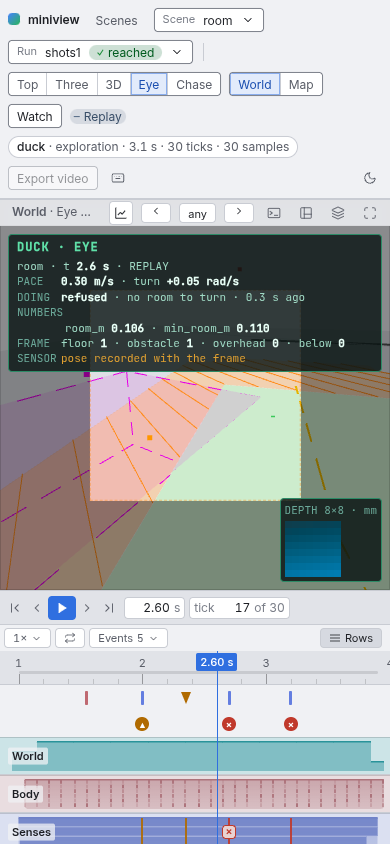 miniview Scenes Scene room
Run shots1 ✓ reached
Top Three 3D Eye Chase World Map
Watch – Replay
duck · exploration · 3.1 s · 30 ticks · 30 samples
Export video
World · Eye ... any
DUCK · EYE
room · t 2.6 s · REPLAY
PACE 0.30 m/s · turn +0.05 rad/s
DOING refused · no room to turn · 0.3 s ago
NUMBERS
room_m 0.106 · min_room_m 0.110
FRAME floor 1 · obstacle 1 · overhead 0 · below 0
SENSOR pose recorded with the frame
DEPTH 8×8 · mm
2.60 s tick 17 of 30
1× Events 5 Rows
1 2 2.60 s 3 4
World
Body
Senses